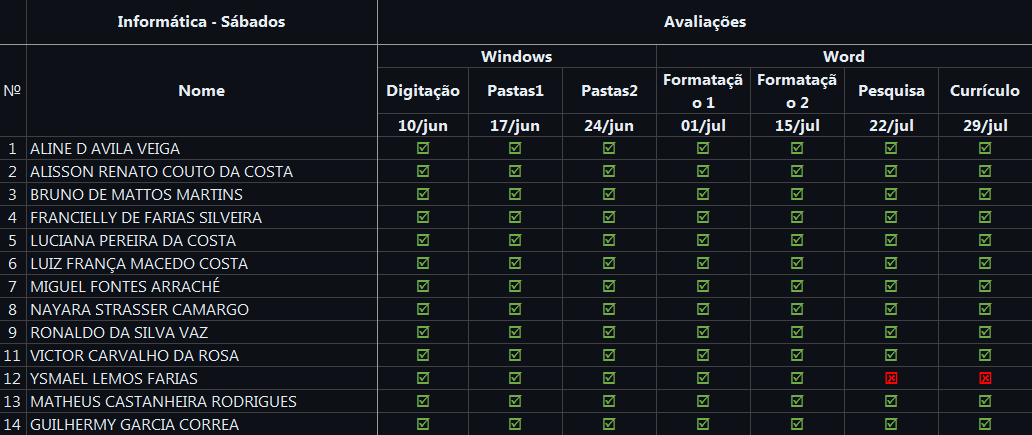 Informática - Sábados Avaliações
Windows Word
Nº Nome Digitação Pastas1 Pastas2 Formataçã
o 1 Formataçã
o 2 Pesquisa Currículo
10/jun 17/jun 24/jun 01/jul 15/jul 22/jul 29/jul
1 ALINE D AVILA VEIGA
2 ALISSON RENATO COUTO DA COSTA
3 BRUNO DE MATTOS MARTINS
4 FRANCIELLY DE FARIAS SILVEIRA
5 LUCIANA PEREIRA DA COSTA
6 LUIZ FRANÇA MACEDO COSTA
7 MIGUEL FONTES ARRACHÉ
8 NAYARA STRASSER CAMARGO
9 RONALDO DA SILVA VAZ
11 VICTOR CARVALHO DA ROSA
12 YSMAEL LEMOS FARIAS
13 MATHEUS CASTANHEIRA RODRIGUES
14 GUILHERMY GARCIA CORREA